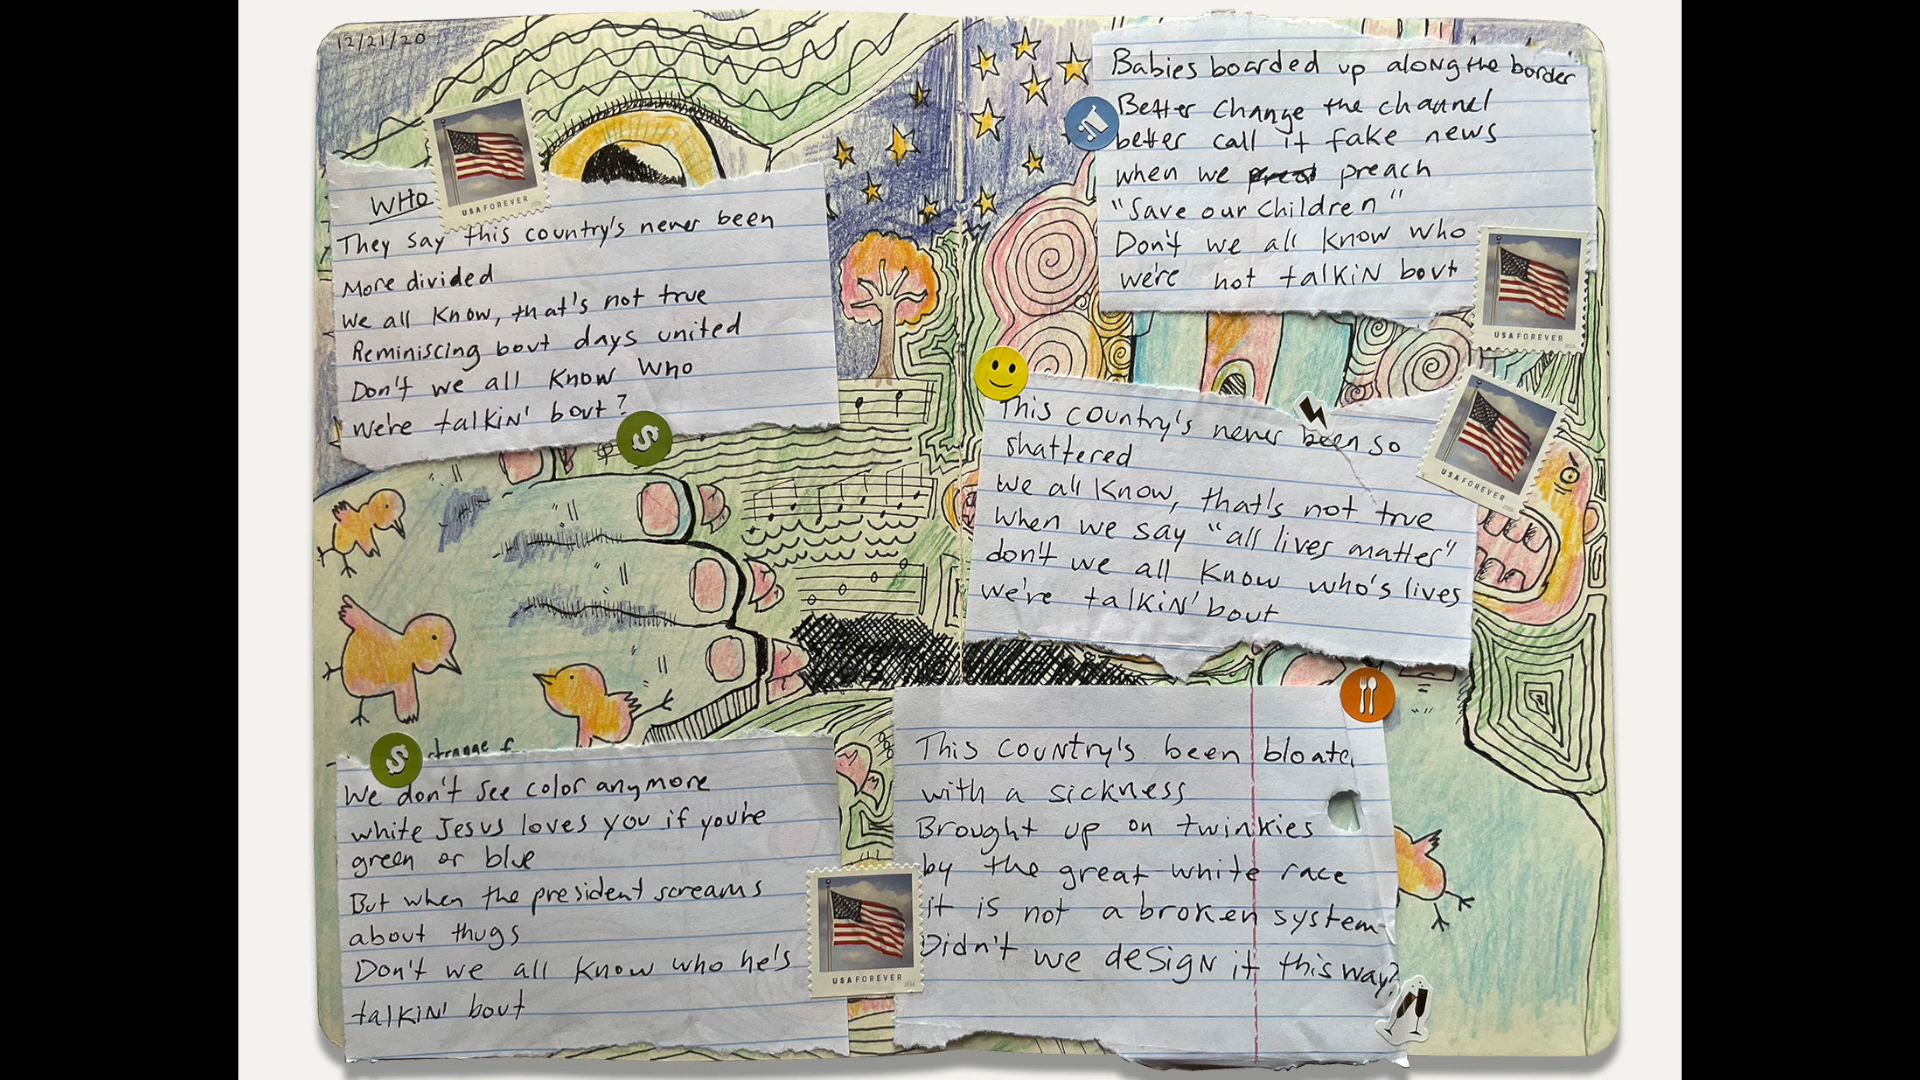 12/21/20
WHO
They say this country's never been
More divided
We all know, that's not true
Reminiscing bout days united
Don't we all know who
We're talkin' bout?
USA FOREVER
We don't see color anymore
white Jesus loves you if you're
green or blue
But when the president screams
about thugs
Don't we all know who he's
talkin' bout
USA FOREVER
Babies boarded up along the border
Better change the channel
better call it fake news
when we preach
"Save our children"
Don't we all know who
we're not talkin bout
USA FOREVER
This country's never been so
shattered
We all know, that's not true
When we say "all lives matter"
don't we all know who's lives
we're talkin' bout
USA FOREVER
This country's been bloate
with a sickness
Brought up on twinkies
by the great white race
it is not a broken system
Didn't we design it this way?